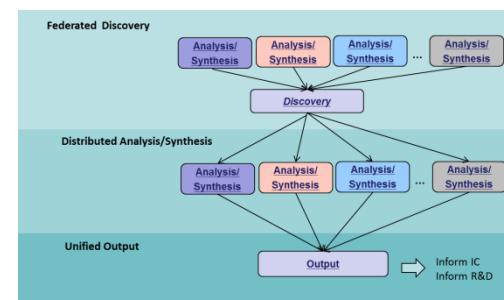 Federated Discovery
Analysis/ Analysis/ Analysis/ Analysis/
Synthesis Synthesis Synthesis ... Synthesis
Discovery
Distributed Analysis/Synthesis
Analysis/ Analysis/ Analysis/ Analysis/
Synthesis Synthesis Synthesis ... Synthesis
Unified Output
Output
Inform IC
Inform R&D